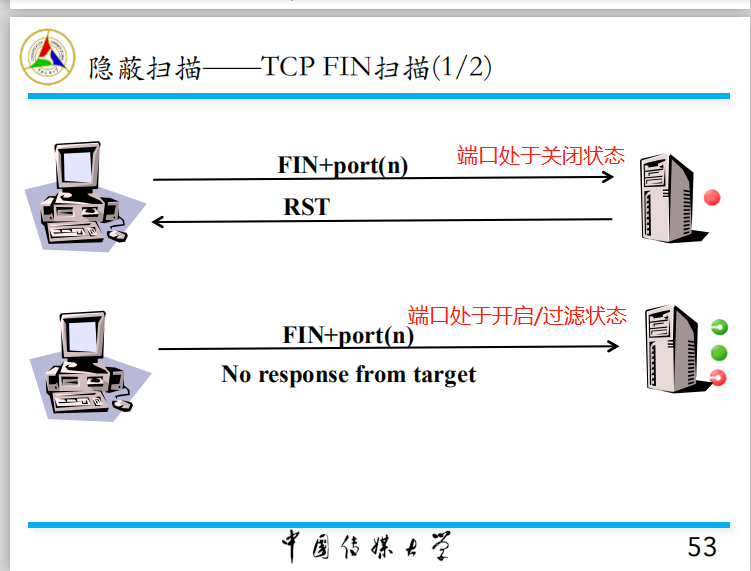 隐蔽扫描——TCP FIN扫描(1/2)
FIN+port(n)
端口处于关闭状态
RST
端口处于开启/过滤状态
FIN+port(n)
No response from target
中国传媒大学
53